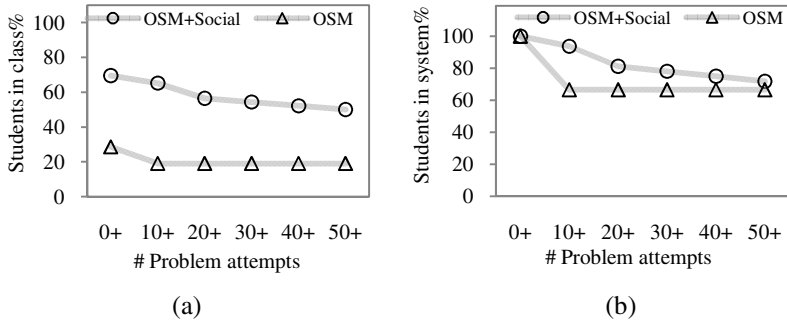 OSM+Social OSM
Students in class%
100
80
60
40
20
0
0+ 10+ 20+ 30+ 40+ 50+
# Problem attempts
(a)
OSM+Social OSM
Students in system%
100
80
60
40
20
0
0+ 10+ 20+ 30+ 40+ 50+
# Problem attempts
(b)